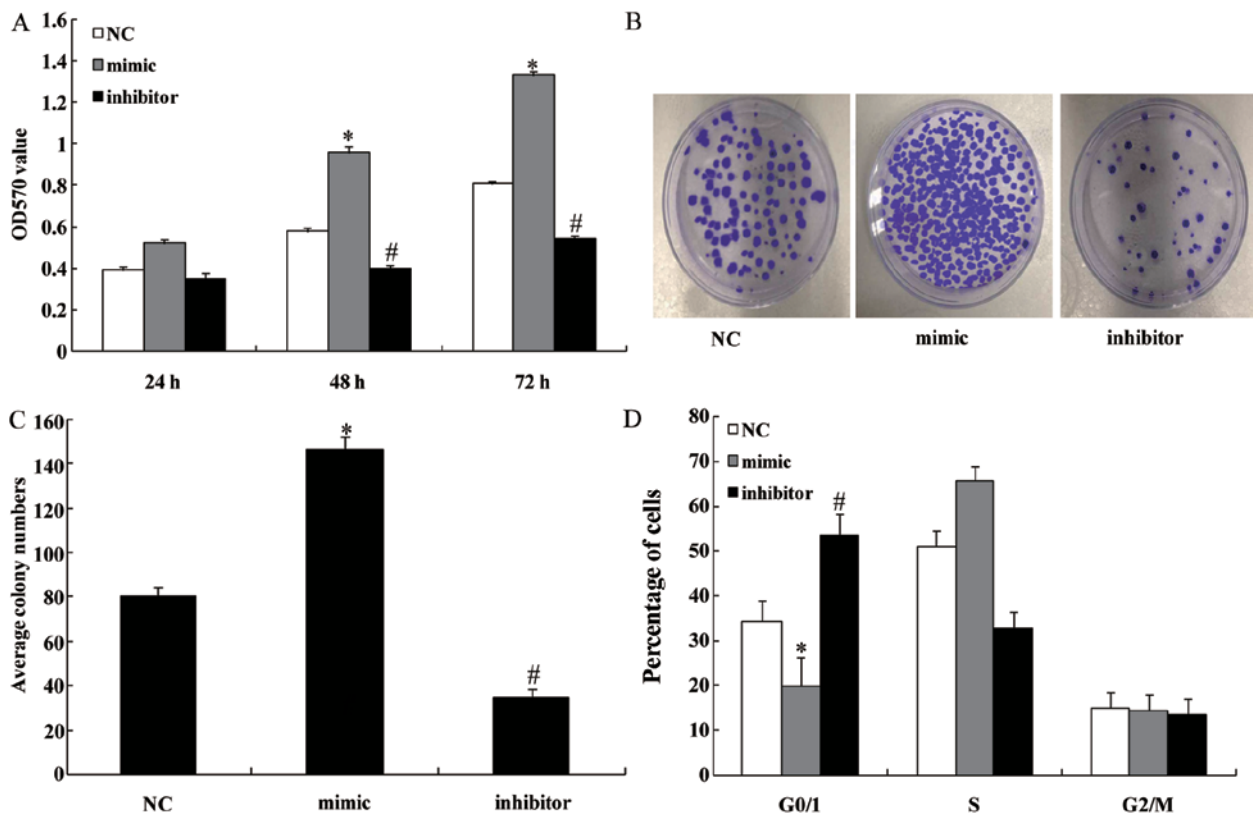 A
1.6
1.4
1.2
1
0.8
0.6
0.4
0.2
0
OD570 value
NC
mimic
inhibitor
*
*
#
#
24 h
48 h
72 h
B
NC
mimic
inhibitor
C
160
140
120
100
80
60
40
20
0
Average colony numbers
*
#
NC
mimic
inhibitor
D
80
70
60
50
40
30
20
10
0
Percentage of cells
NC
mimic
inhibitor
*
#
G0/1
S
G2/M